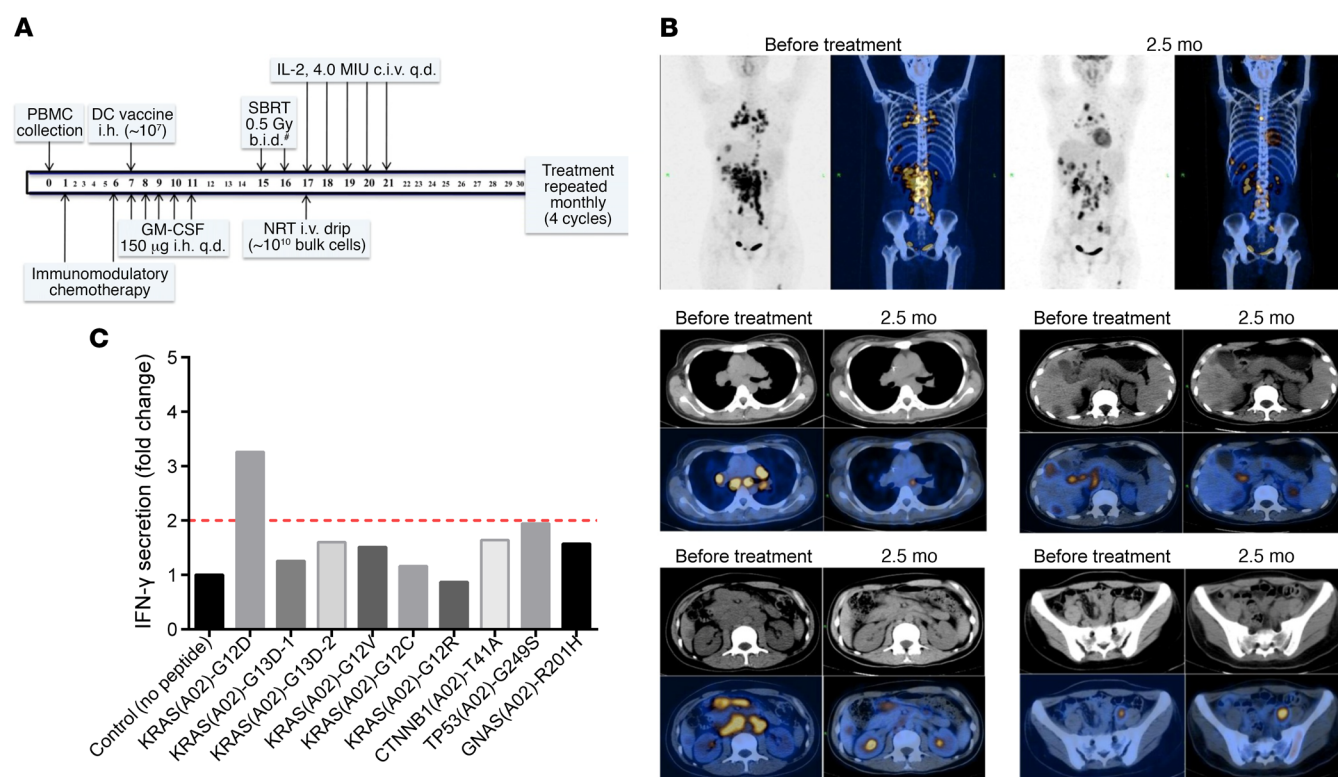 A
IL-2, 4.0 MIU c.i.v. q.d.
PBMC
collection
DC vaccine
i.h. (~10⁷)
SBRT
0.5 Gy
b.i.d.#
0 1 2 3 4 5 6 7 8 9 10 11 12 13 14 15 16 17 18 19 20 21 22 23 24 25 26 27 28 29 30
Treatment
repeated
monthly
(4 cycles)
GM-CSF
150 μg i.h. q.d.
NRT i.v. drip
(~10¹⁰ bulk cells)
Immunomodulatory
chemotherapy
B
Before treatment
2.5 mo
Before treatment
2.5 mo
Before treatment
2.5 mo
Before treatment
2.5 mo
Before treatment
2.5 mo
C
IFN-γ secretion (fold change)
5
4
3
2
1
0
Control (no peptide)
KRAS(A02)-G12D
KRAS(A02)-G13D-1
KRAS(A02)-G13D-2
KRAS(A02)-G12V
KRAS(A02)-G12C
KRAS(A02)-G12R
CTNNB1(A02)-T41A
TP53(A02)-G249S
GNAS(A02)-R201H